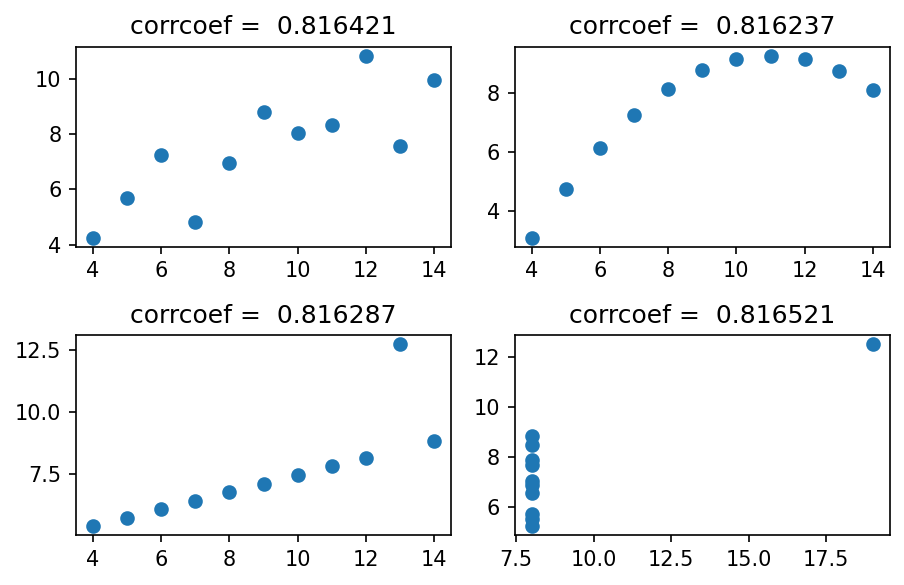 corrcoef =  0.816421
10
8
6
4
4 6 8 10 12 14
corrcoef =  0.816237
8
6
4
4 6 8 10 12 14
corrcoef =  0.816287
12.5
10.0
7.5
4 6 8 10 12 14
corrcoef =  0.816521
12
10
8
6
7.5 10.0 12.5 15.0 17.5